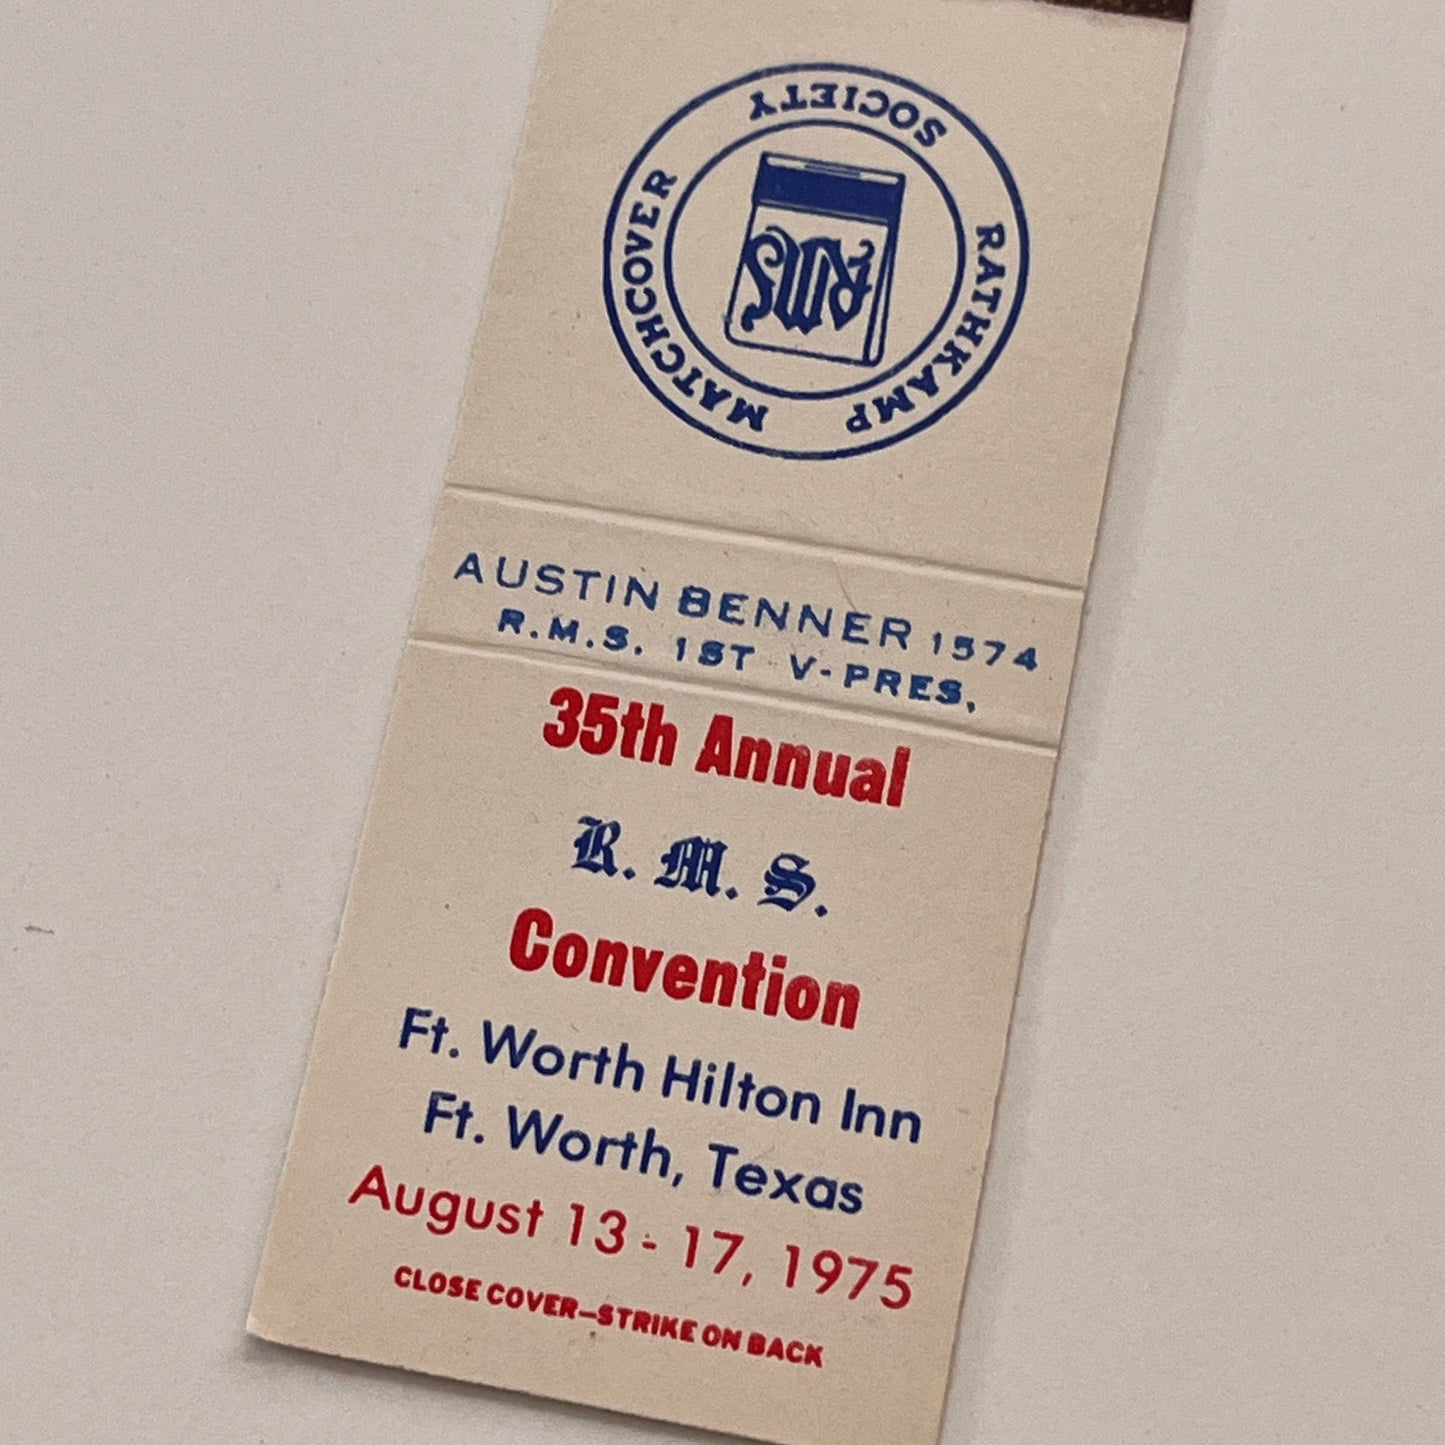 RATHKAMP MATCHCOVER SOCIETY
RMS
AUSTIN BENNER 1574
R.M.S. 1ST V-PRES.
35th Annual
R. M. S.
Convention
Ft. Worth Hilton Inn
Ft. Worth, Texas
August 13 - 17, 1975
CLOSE COVER–STRIKE ON BACK